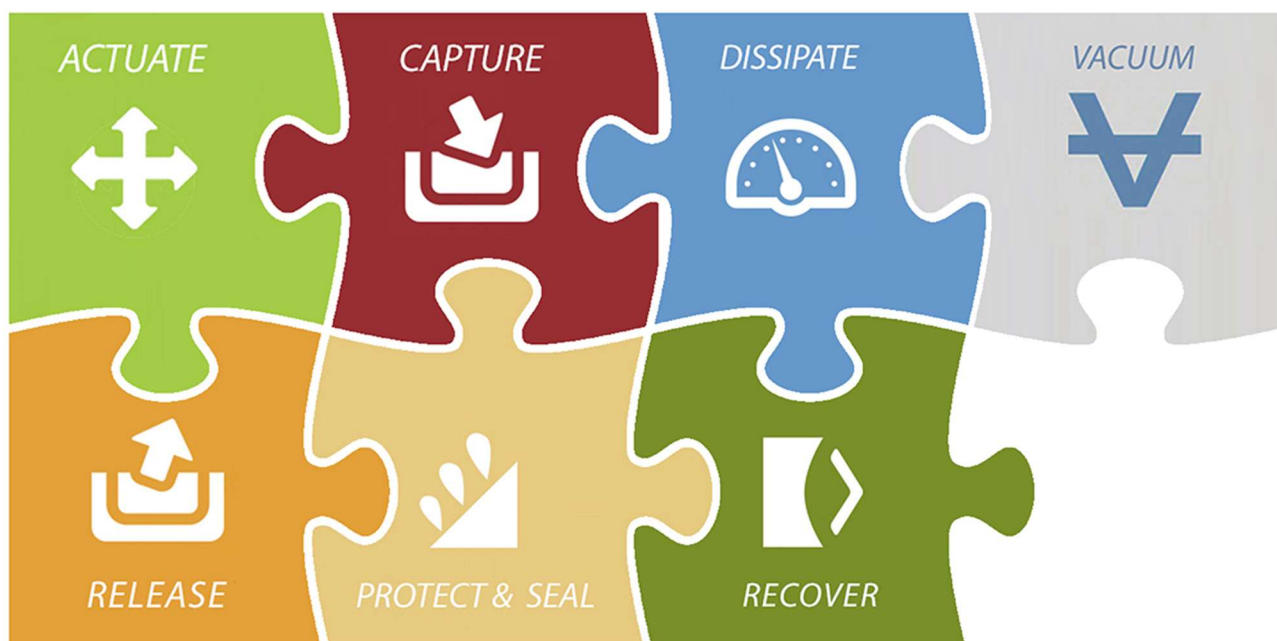 ACTUATE
CAPTURE
DISSIPATE
VACUUM
RELEASE
PROTECT & SEAL
RECOVER